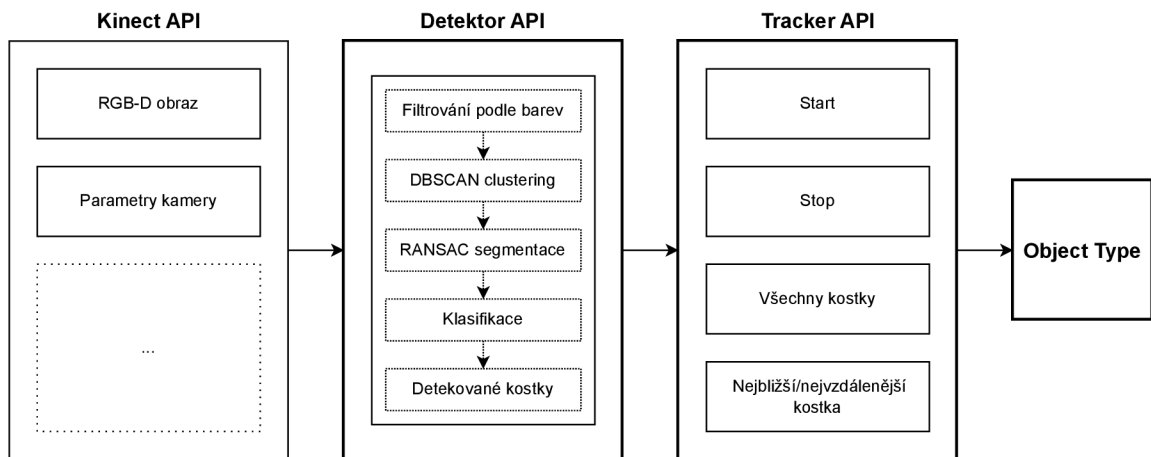 Kinect API
RGB-D obraz
Parametry kamery
...
Detektor API
Filtrování podle barev
DBSCAN clustering
RANSAC segmentace
Klasifikace
Detekované kostky
Tracker API
Start
Stop
Všechny kostky
Nejbližší/nejvzdálenější
kostka
Object Type